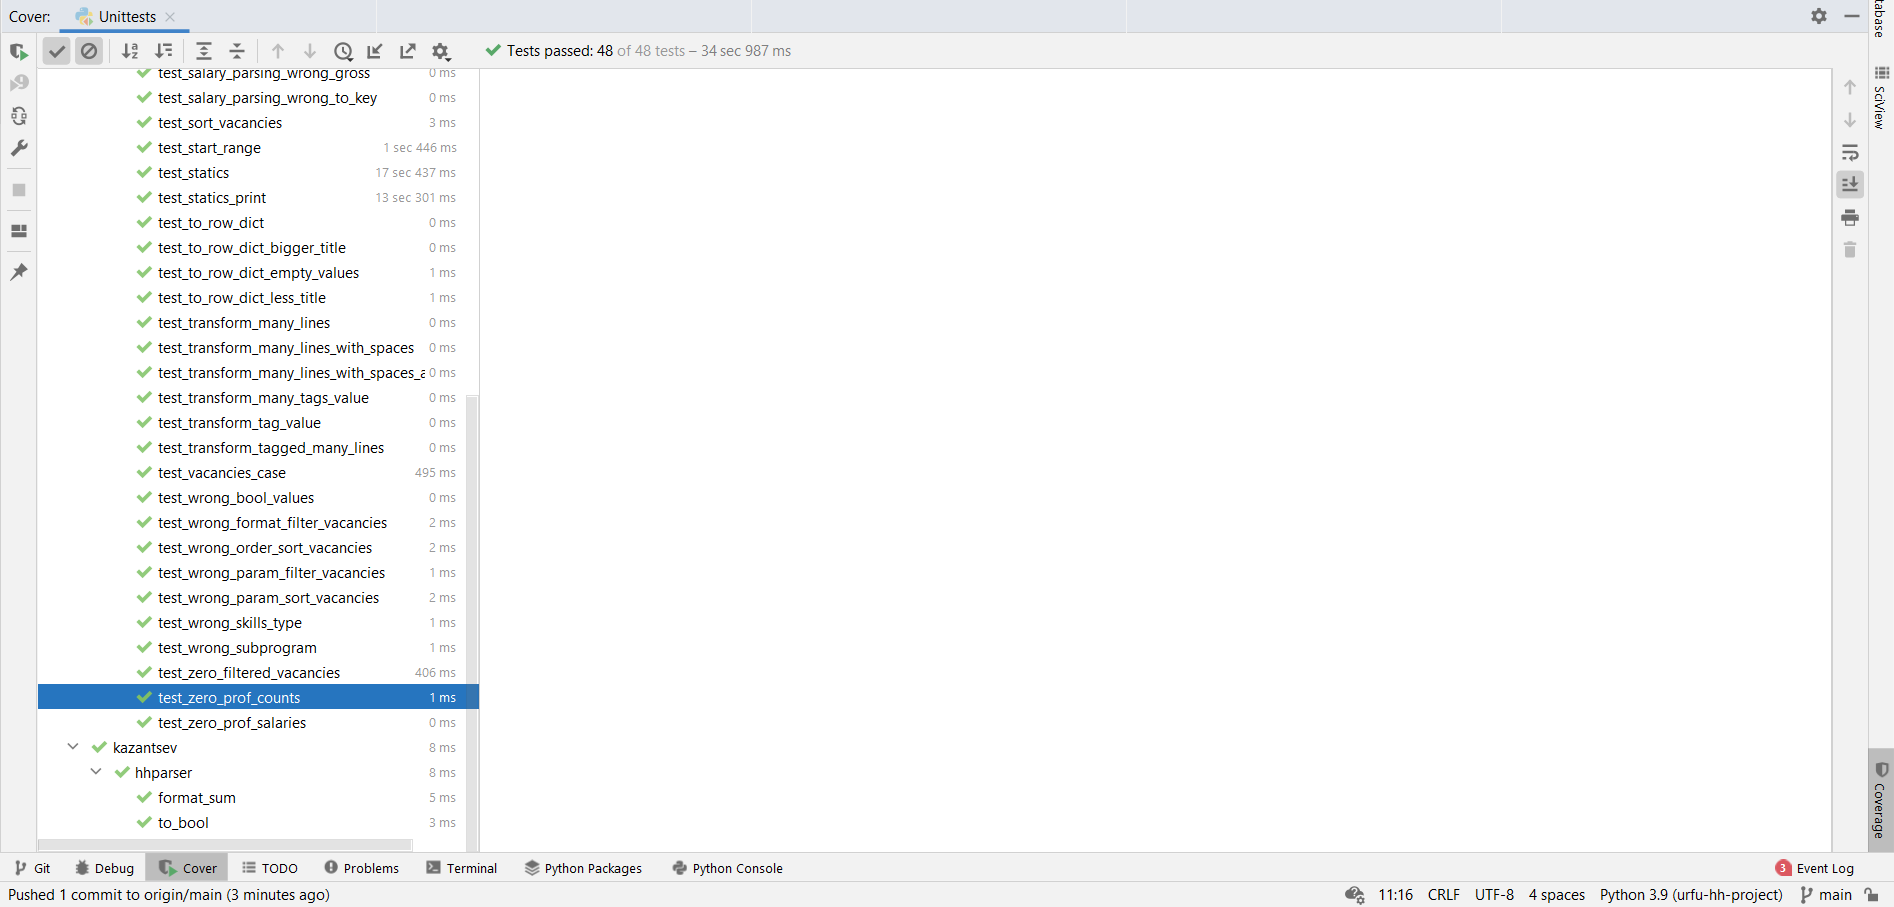 Cover: Unittests
Tests passed: 48 of 48 tests – 34 sec 987 ms
test_salary_parsing_wrong_gross 0 ms
test_salary_parsing_wrong_to_key 0 ms
test_sort_vacancies 3 ms
test_start_range 1 sec 446 ms
test_statics 17 sec 437 ms
test_statics_print 13 sec 301 ms
test_to_row_dict 0 ms
test_to_row_dict_bigger_title 0 ms
test_to_row_dict_empty_values 1 ms
test_to_row_dict_less_title 1 ms
test_transform_many_lines 0 ms
test_transform_many_lines_with_spaces 0 ms
test_transform_many_lines_with_spaces_a 0 ms
test_transform_many_tags_value 0 ms
test_transform_tag_value 0 ms
test_transform_tagged_many_lines 0 ms
test_vacancies_case 495 ms
test_wrong_bool_values 0 ms
test_wrong_format_filter_vacancies 2 ms
test_wrong_order_sort_vacancies 2 ms
test_wrong_param_filter_vacancies 1 ms
test_wrong_param_sort_vacancies 2 ms
test_wrong_skills_type 1 ms
test_wrong_subprogram 1 ms
test_zero_filtered_vacancies 406 ms
test_zero_prof_counts 1 ms
test_zero_prof_salaries 0 ms
kazantsev 8 ms
hhparser 8 ms
format_sum 5 ms
to_bool 3 ms
tabase
SciView
Coverage
Git Debug Cover TODO Problems Terminal Python Packages Python Console 3 Event Log
Pushed 1 commit to origin/main (3 minutes ago) 11:16 CRLF UTF-8 4 spaces Python 3.9 (urfu-hh-project) main